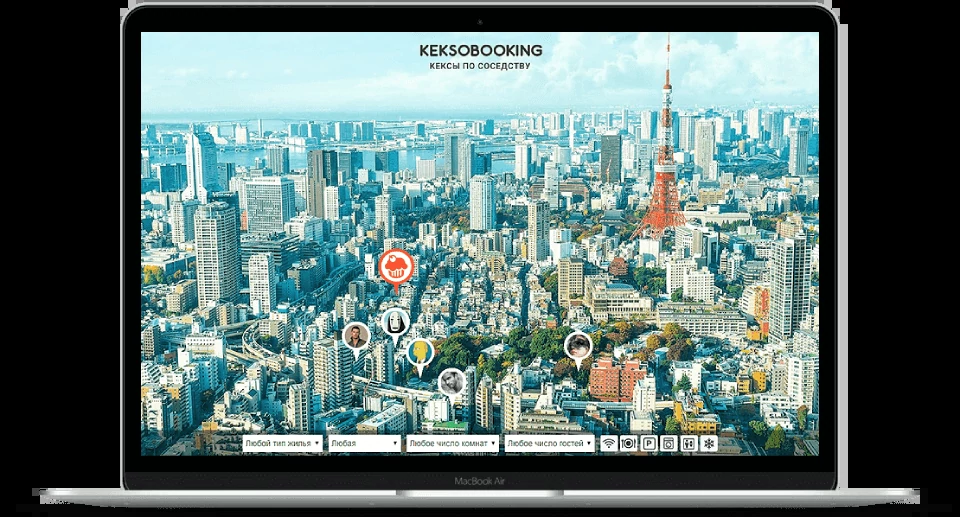 KEKSOBOOKING
КЕКСЫ ПО СОСЕДСТВУ
Любой тип жилья
Любая
Любое число комнат
Любое число гостей
P
MacBook Air